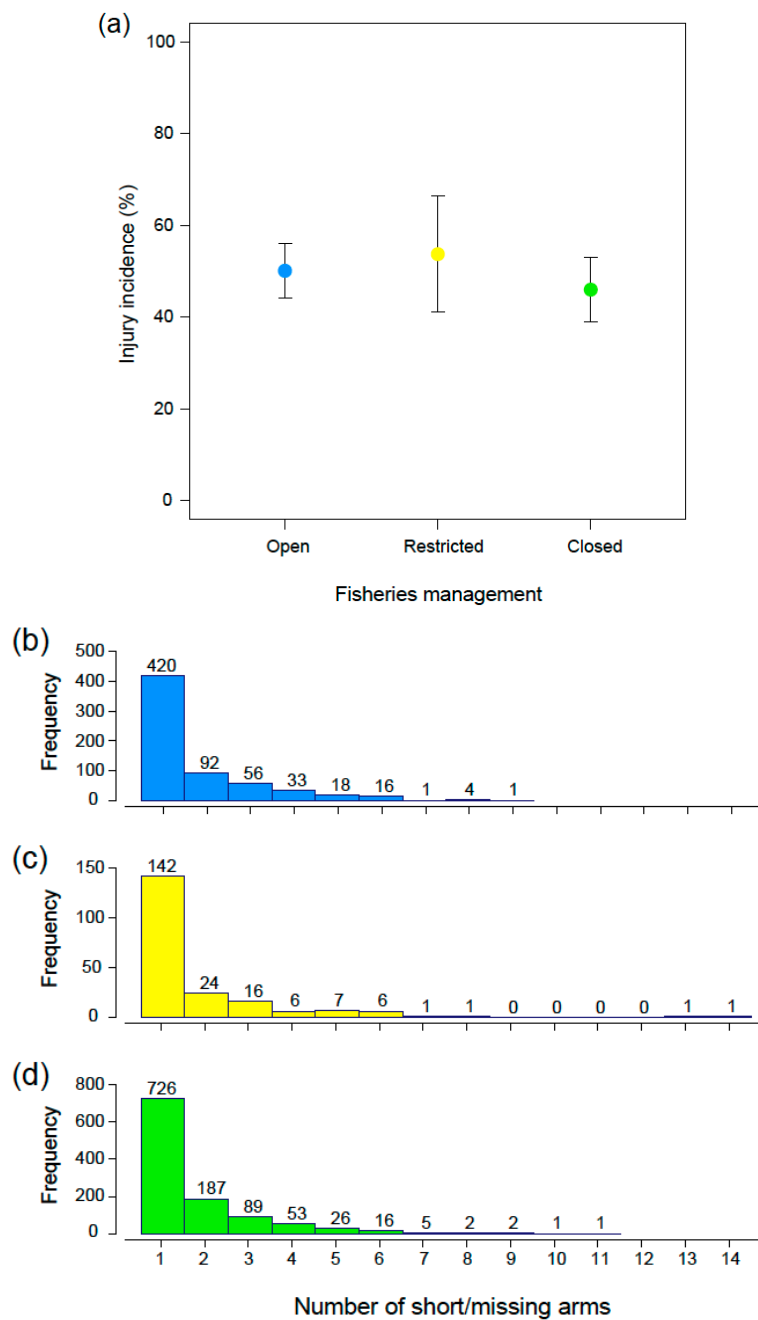 (a)
100
80
60
40
20
0
Injury incidence (%)
Open Restricted Closed
Fisheries management
(b)
500
400
300
200
100
0
Frequency
420 92 56 33 18 16 1 4 1
(c)
150
100
50
0
Frequency
142 24 16 6 7 6 1 1 0 0 0 0 1 1
(d)
800
600
400
200
0
Frequency
726 187 89 53 26 16 5 2 2 1 1
1 2 3 4 5 6 7 8 9 10 11 12 13 14
Number of short/missing arms